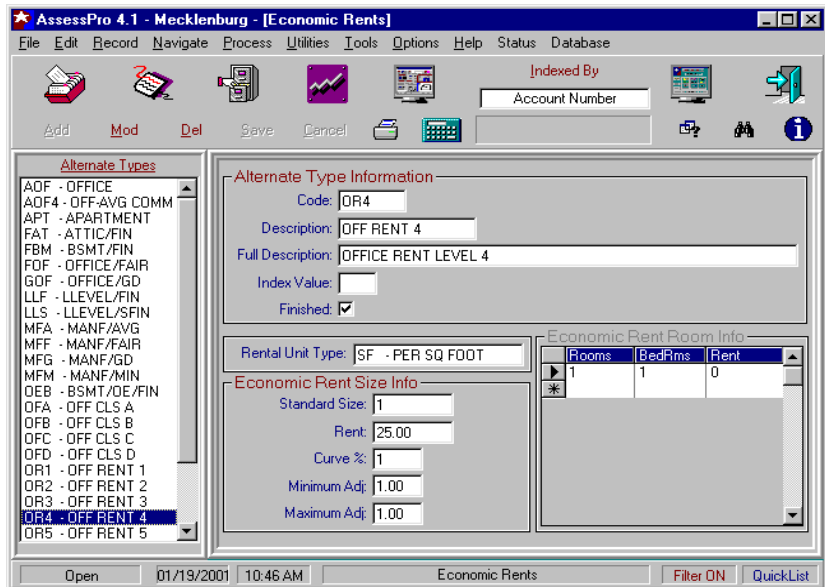 AssessPro 4.1 - Mecklenburg - [Economic Rents]
File Edit Record Navigate Process Utilities Tools Options Help Status Database
Indexed By
Account Number
Add Mod Del Save Cancel
Alternate Types
AOF - OFFICE
AOF4 - OFF-AVG COMM
APT - APARTMENT
FAT - ATTIC/FIN
FBM - BSMT/FIN
FOF - OFFICE/FAIR
GOF - OFFICE/GD
LLF - LLEVEL/FIN
LLS - LLEVEL/SFIN
MFA - MANF/AVG
MFF - MANF/FAIR
MFG - MANF/GD
MFM - MANF/MIN
OEB - BSMT/OE/FIN
OFA - OFF CLS A
OFB - OFF CLS B
OFC - OFF CLS C
OFD - OFF CLS D
OR1 - OFF RENT 1
OR2 - OFF RENT 2
OR3 - OFF RENT 3
OR4 - OFF RENT 4
OR5 - OFF RENT 5
Alternate Type Information
Code: OR4
Description: OFF RENT 4
Full Description: OFFICE RENT LEVEL 4
Index Value:
Finished:
Rental Unit Type: SF - PER SQ FOOT
Economic Rent Size Info
Standard Size: 1
Rent: 25.00
Curve %: 1
Minimum Adj: 1.00
Maximum Adj: 1.00
Economic Rent Room Info
Rooms BedRms Rent
1 1 0
Open 01/19/2001 10:46 AM Economic Rents Filter ON QuickList